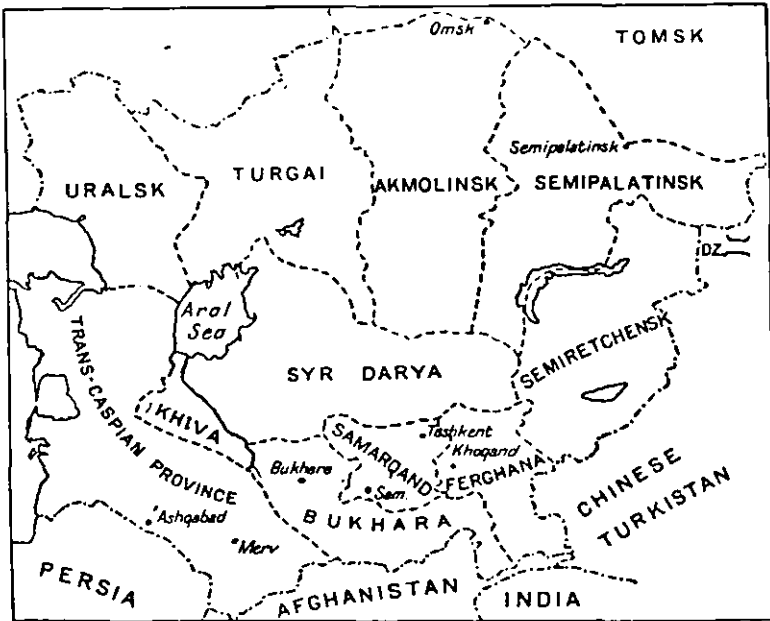 Omsk
TOMSK
Semipalatinsk
URALSK
TURGAI
AKMOLINSK
SEMIPALATINSK
DZ.
Aral
Sea
TRANS-CASPIAN PROVINCE
SYR DARYA
SEMIRETCHENSK
KHIVA
SAMARQAND
Tashkent
Khoqand
FERGHANA
Bukhara
Sam.
BUKHARA
CHINESE
TURKISTAN
Ashqabad
Merv
PERSIA
AFGHANISTAN
INDIA